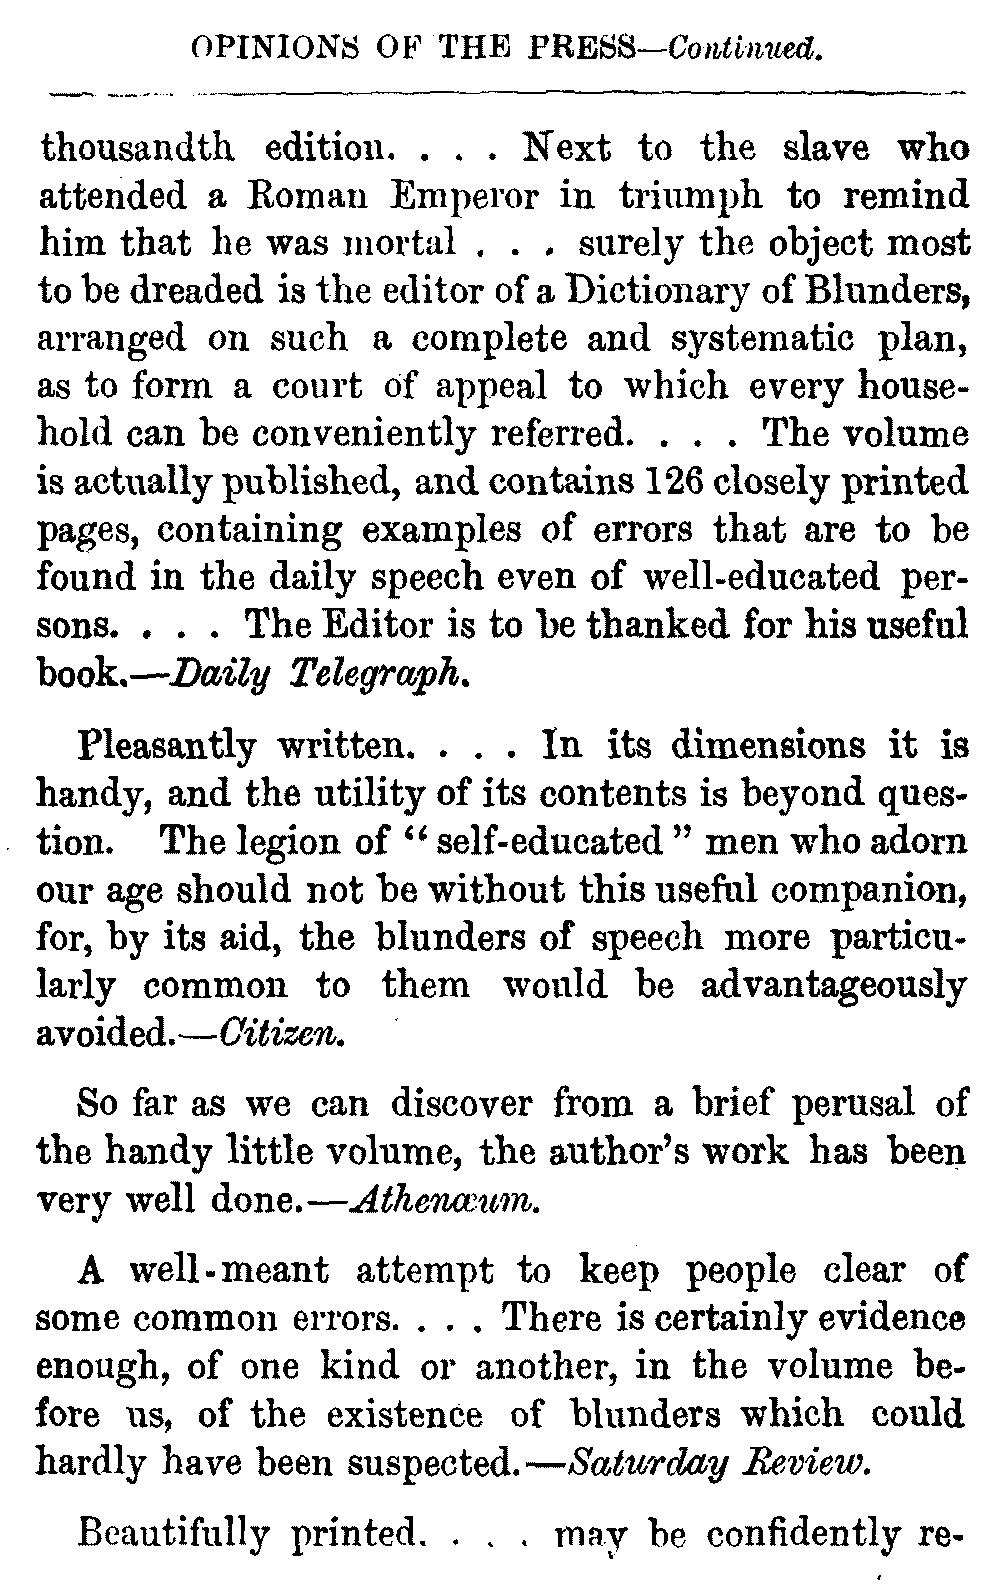 OPINIONS OF THE PRESS—Continued.
thousandth edition. . . . Next to the slave who
attended a Roman Emperor in triumph to remind
him that he was mortal . . . surely the object most
to be dreaded is the editor of a Dictionary of Blunders,
arranged on such a complete and systematic plan,
as to form a court of appeal to which every house-
hold can be conveniently referred. . . . The volume
is actually published, and contains 126 closely printed
pages, containing examples of errors that are to be
found in the daily speech even of well-educated per-
sons. . . . The Editor is to be thanked for his useful
book.—Daily Telegraph.
Pleasantly written. . . . In its dimensions it is
handy, and the utility of its contents is beyond ques-
tion. The legion of “ self-educated ” men who adorn
our age should not be without this useful companion,
for, by its aid, the blunders of speech more particu-
larly common to them would be advantageously
avoided.—Citizen.
So far as we can discover from a brief perusal of
the handy little volume, the author’s work has been
very well done.—Athenæum.
A well-meant attempt to keep people clear of
some common errors. . . . There is certainly evidence
enough, of one kind or another, in the volume be-
fore us, of the existence of blunders which could
hardly have been suspected.—Saturday Review.
Beautifully printed. . . . may be confidently re-